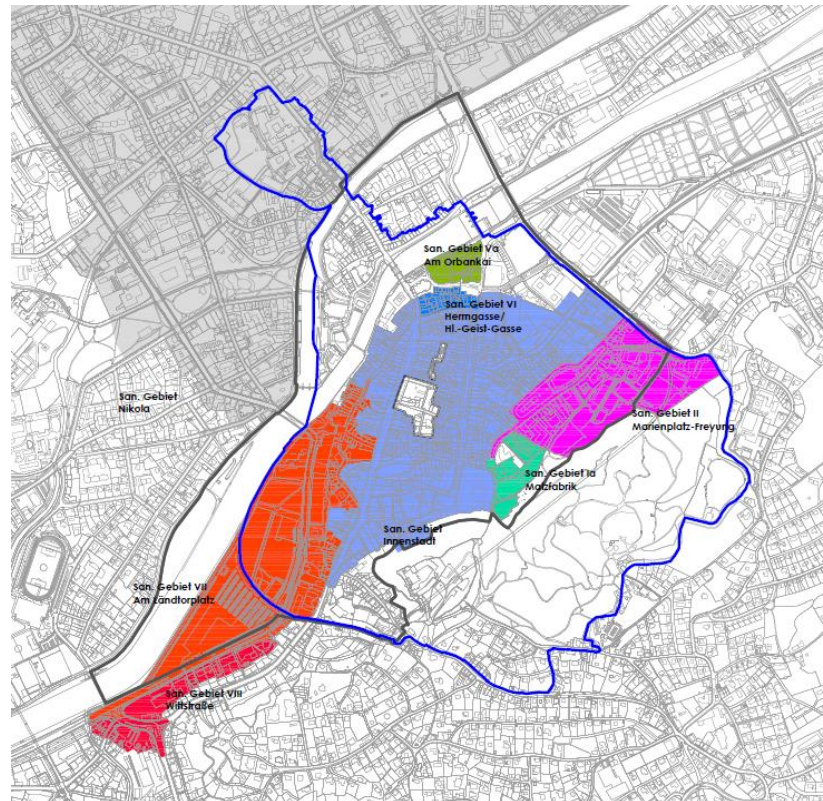 San. Gebiet Va
Am Orbankai
San. Gebiet VI
Herrngasse/
Hl.-Geist-Gasse
San. Gebiet
Nikola
San. Gebiet II
Marienplatz-Freyung
San. Gebiet Ia
Malzfabrik
San. Gebiet
Innenstadt
San. Gebiet VII
Am Ländtorplatz
San. Gebiet VIII
Wittstraße